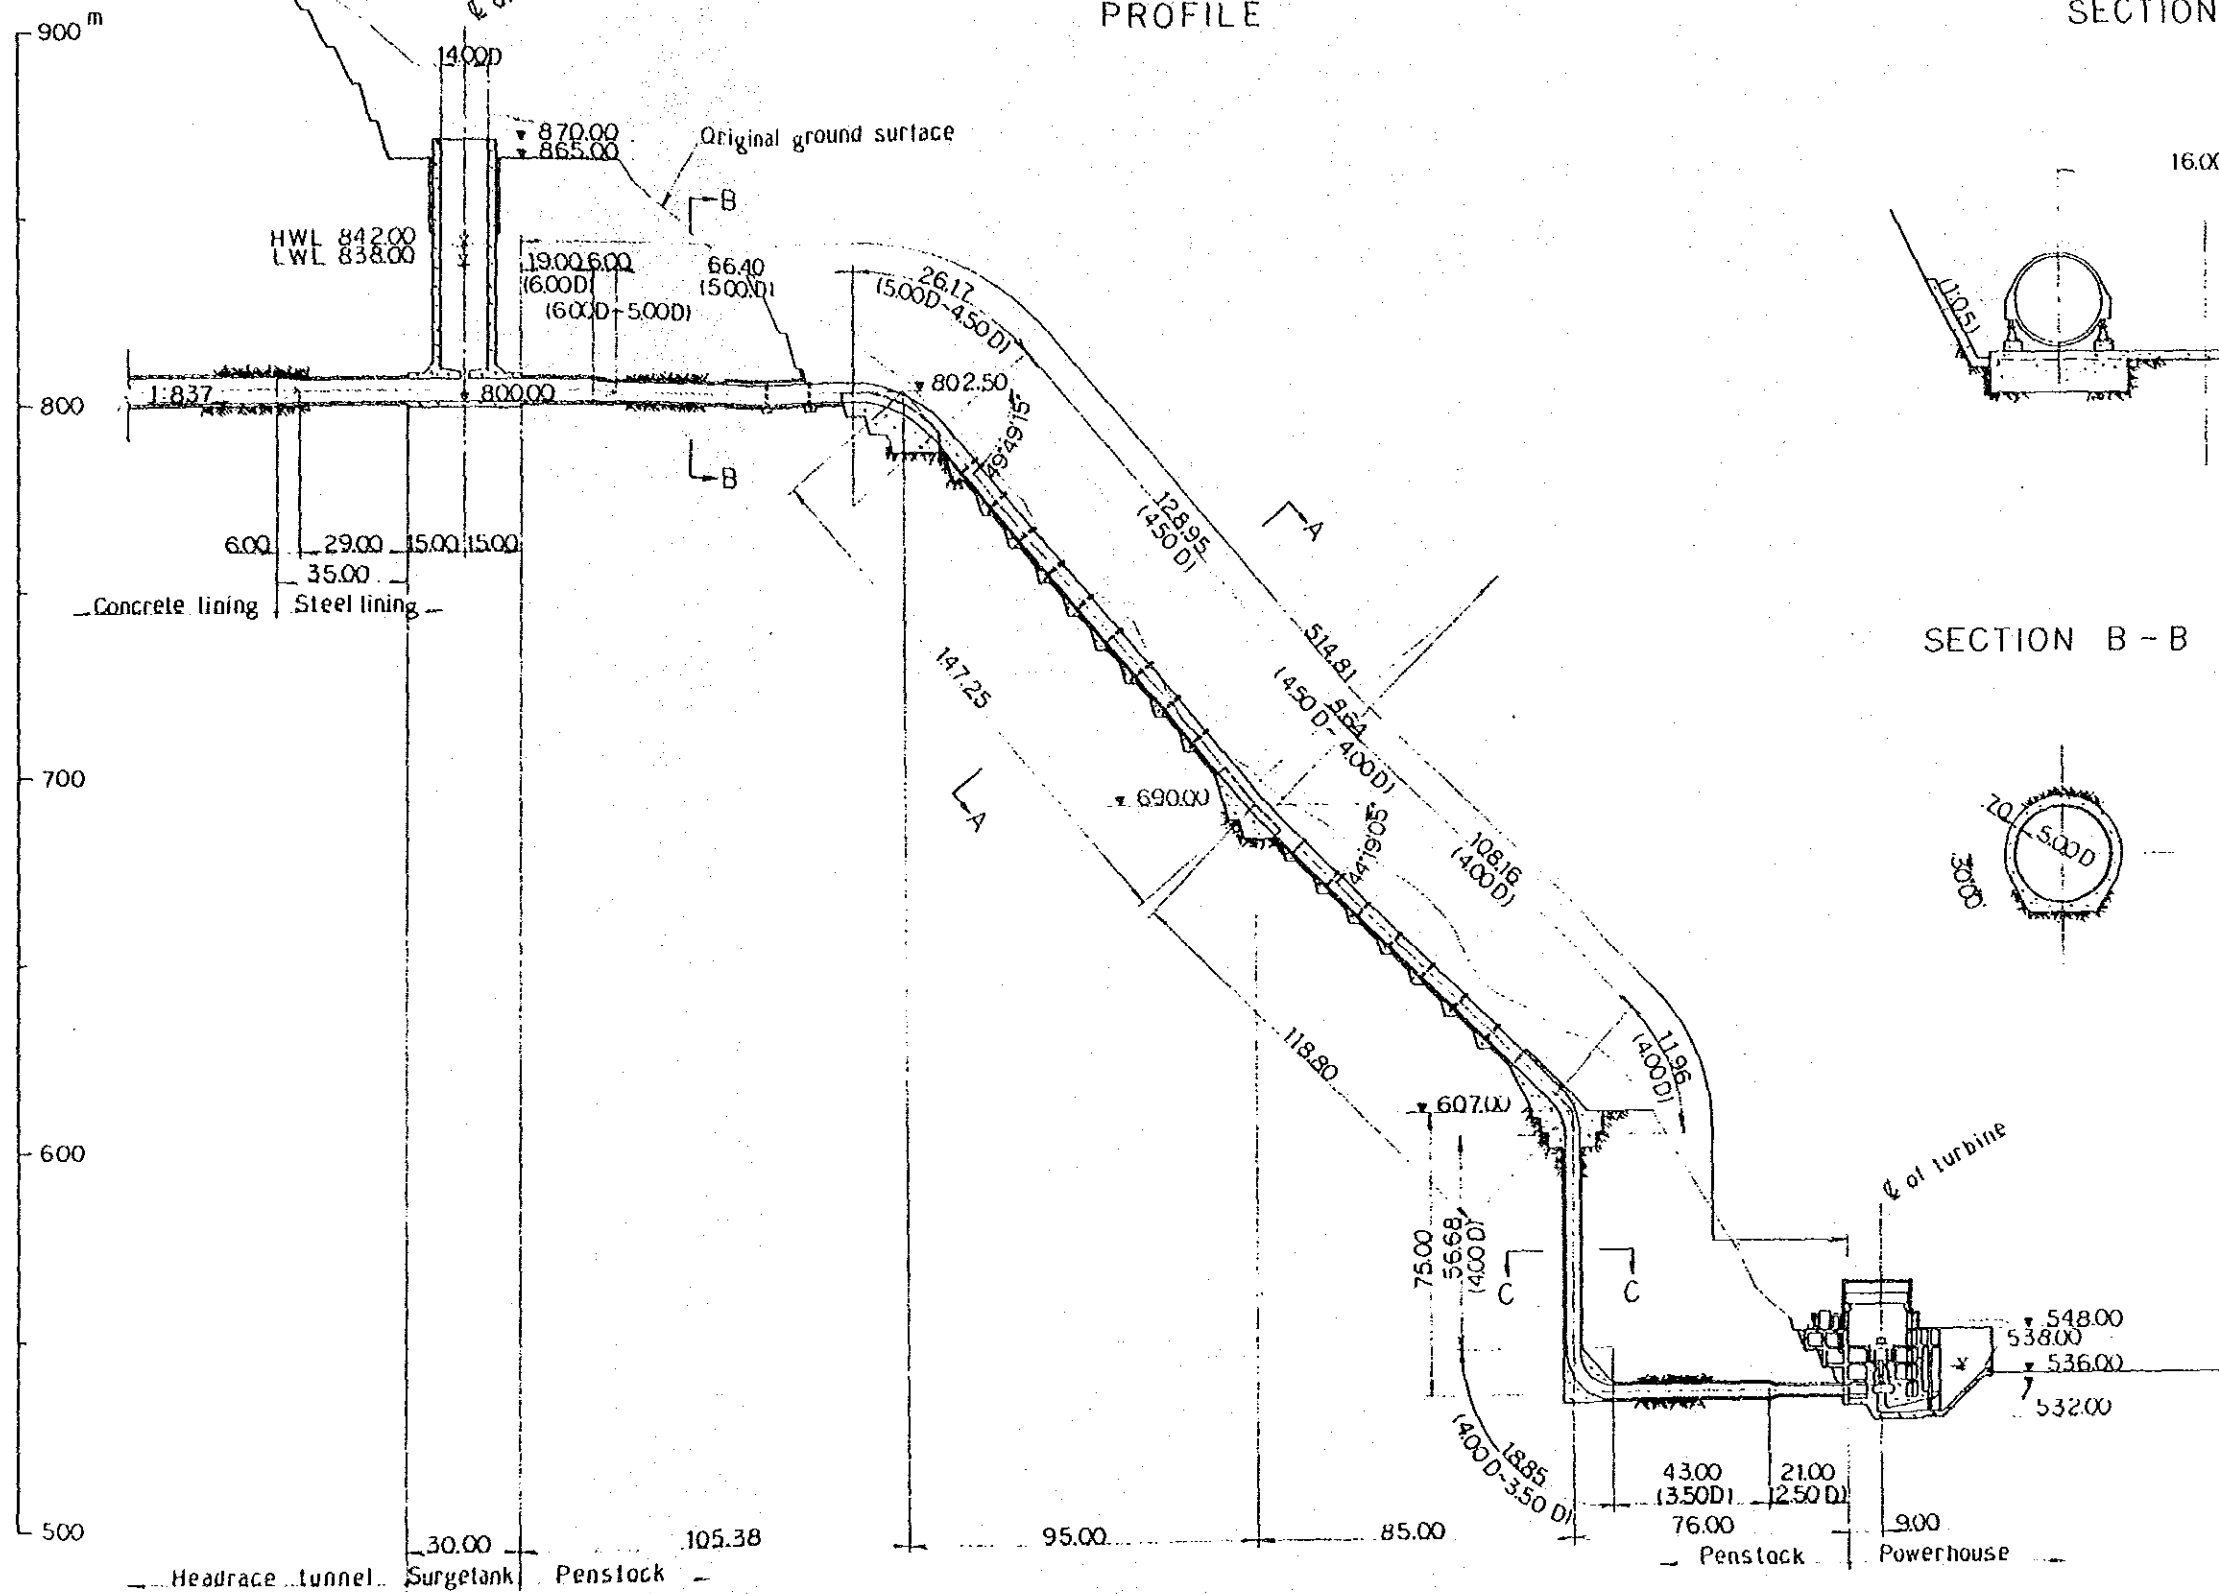 PROFILE
SECTION
900 m
14.00D
870.00
865.00
Original ground surface
B
HWL 842.00
LWL 838.00
19.00 6.00
(6.00D)
(6.00D~5.00D)
66.40
(5.00D)
26.17
(5.00D~4.50D)
16.00
(1:0.5)
1:837
800.00
802.50
49°49'15"
800
B
6.00
29.00
15.00
15.00
35.00
Concrete lining
Steel lining
128.95
(4.50D)
A
514.81
9.64
(4.50D~4.00D)
147.25
SECTION B-B
700
690.00
A
44°19'05"
108.16
(4.00D)
70
5.00D
30.00
118.80
11.96
(4.00D)
607.00
600
75.00
56.68
(4.00D)
C
C
℄ of turbine
548.00
538.00
536.00
532.00
18.85
(4.00D~3.50D)
43.00
(3.50D)
21.00
(2.50D)
500
30.00
105.38
95.00
85.00
76.00
9.00
Headrace tunnel
Surgetank
Penstock
Penstock
Powerhouse